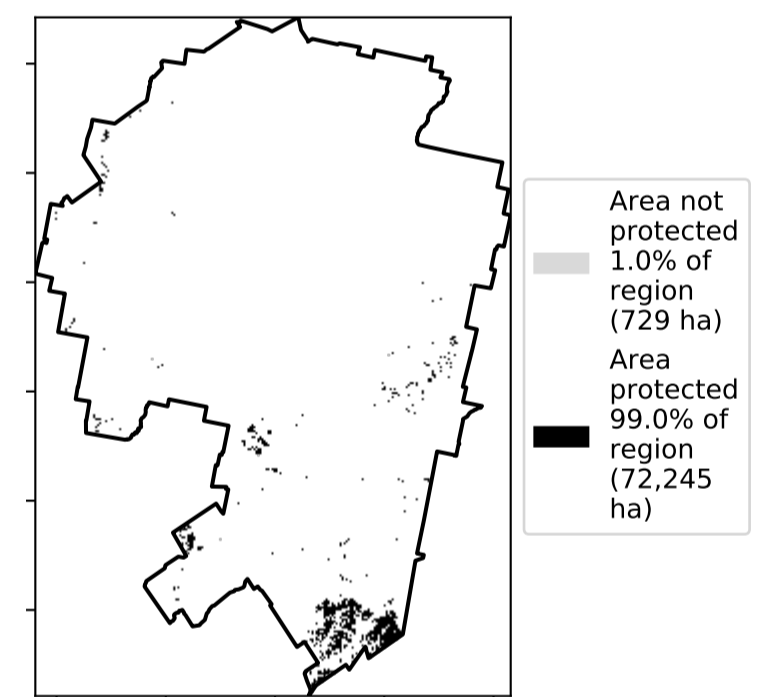 Area not
protected
1.0% of
region
(729 ha)
Area
protected
99.0% of
region
(72,245
ha)